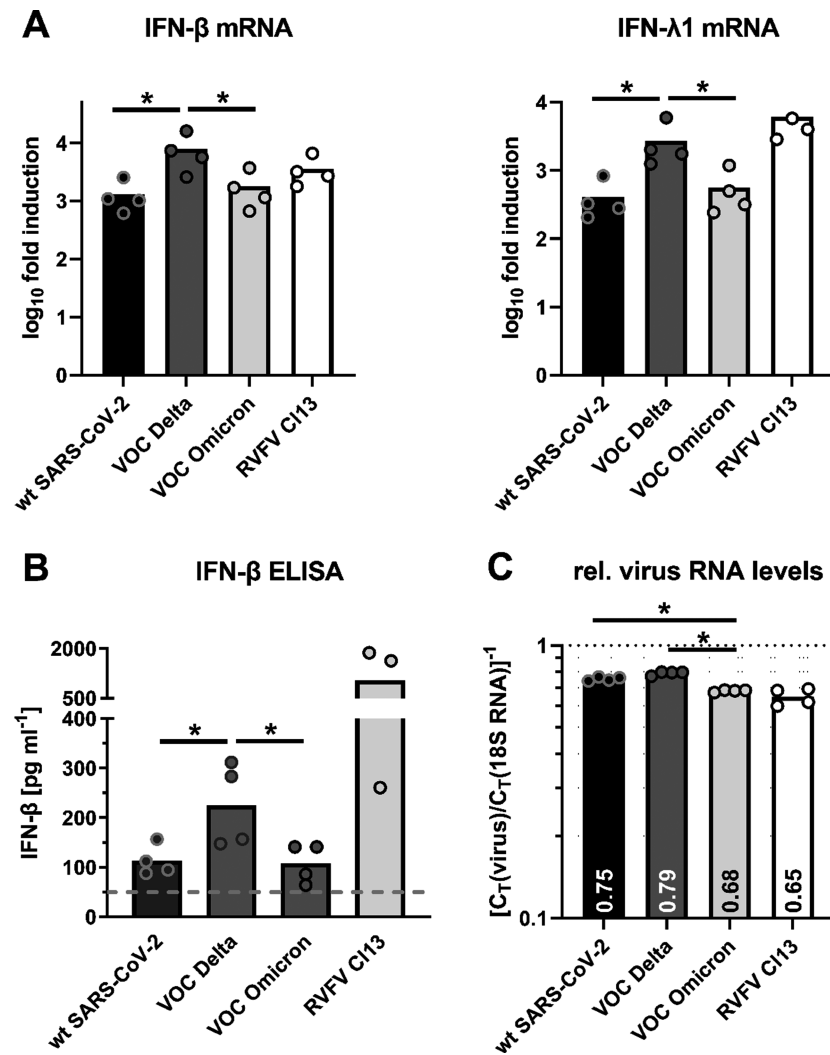 A
IFN-β mRNA
log10 fold induction
4
3
2
1
0
* *
wt SARS-CoV-2
VOC Delta
VOC Omicron
RVFV Cl13
IFN-λ1 mRNA
log10 fold induction
4
3
2
1
0
* *
wt SARS-CoV-2
VOC Delta
VOC Omicron
RVFV Cl13
B
IFN-β ELISA
IFN-β [pg ml-1]
2000
500
400
300
200
100
0
* *
wt SARS-CoV-2
VOC Delta
VOC Omicron
RVFV Cl13
C
rel. virus RNA levels
[CT(virus)/CT(18S RNA)]-1
1
0.1
*
*
0.75
0.79
0.68
0.65
wt SARS-CoV-2
VOC Delta
VOC Omicron
RVFV Cl13